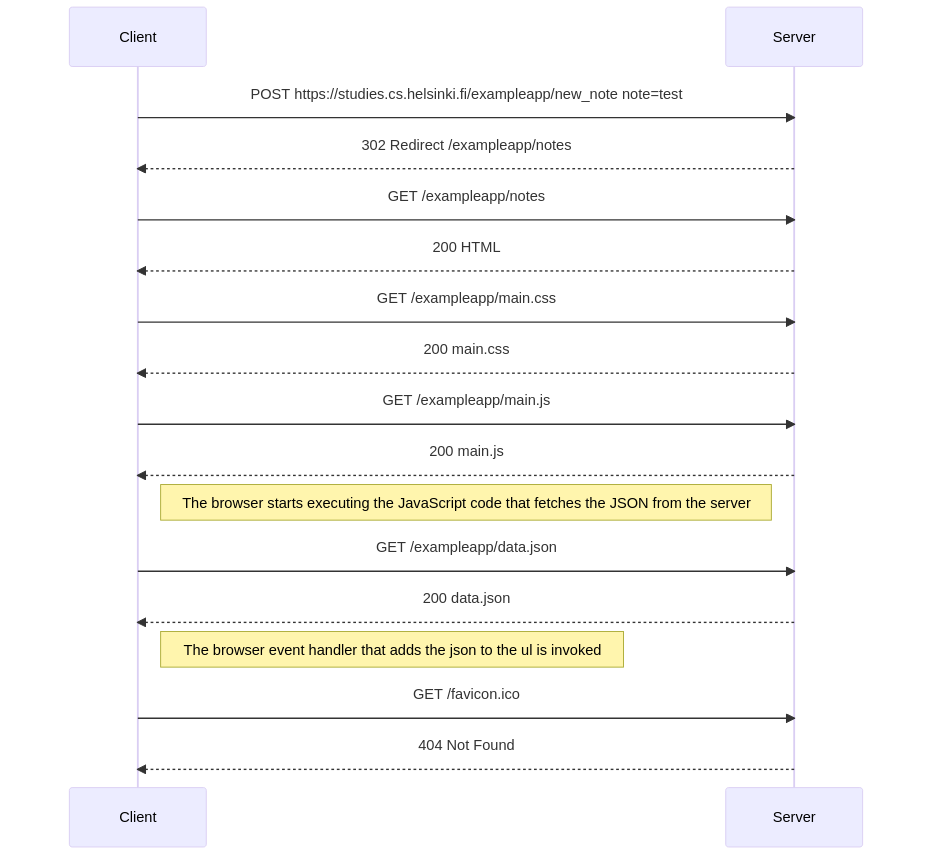 Client
Server
POST https://studies.cs.helsinki.fi/exampleapp/new_note note=test
302 Redirect /exampleapp/notes
GET /exampleapp/notes
200 HTML
GET /exampleapp/main.css
200 main.css
GET /exampleapp/main.js
200 main.js
The browser starts executing the JavaScript code that fetches the JSON from the server
GET /exampleapp/data.json
200 data.json
The browser event handler that adds the json to the ul is invoked
GET /favicon.ico
404 Not Found
Client
Server